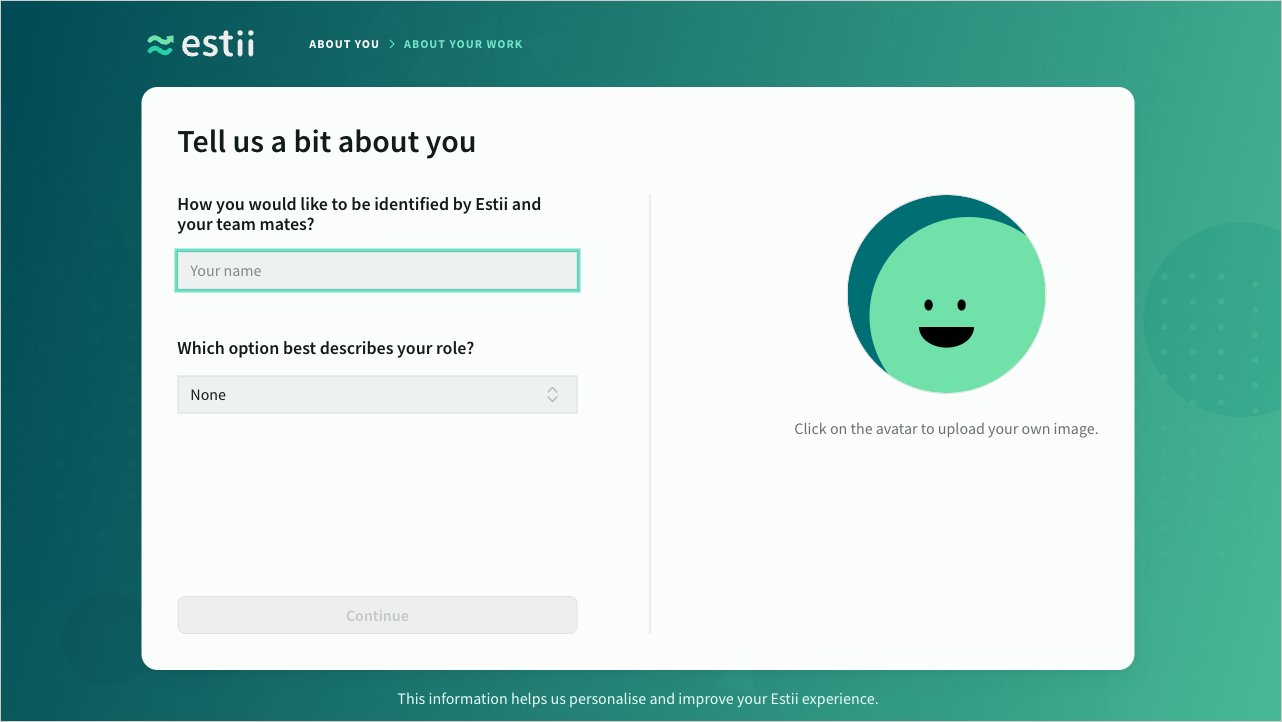 estii
ABOUT YOU
ABOUT YOUR WORK
Tell us a bit about you
How you would like to be identified by Estii and
your team mates?
Your name
Which option best describes your role?
None
Continue
Click on the avatar to upload your own image.
This information helps us personalise and improve your Estii experience.